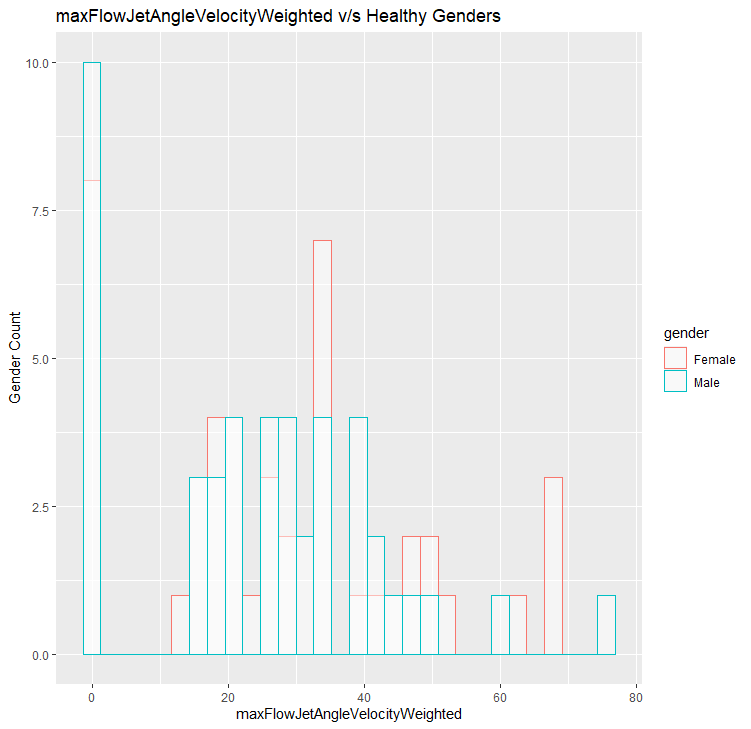 maxFlowJetAngleVelocityWeighted v/s Healthy Genders
10.0
7.5
5.0
2.5
0.0
Gender Count
0 20 40 60 80
maxFlowJetAngleVelocityWeighted
gender
Female
Male